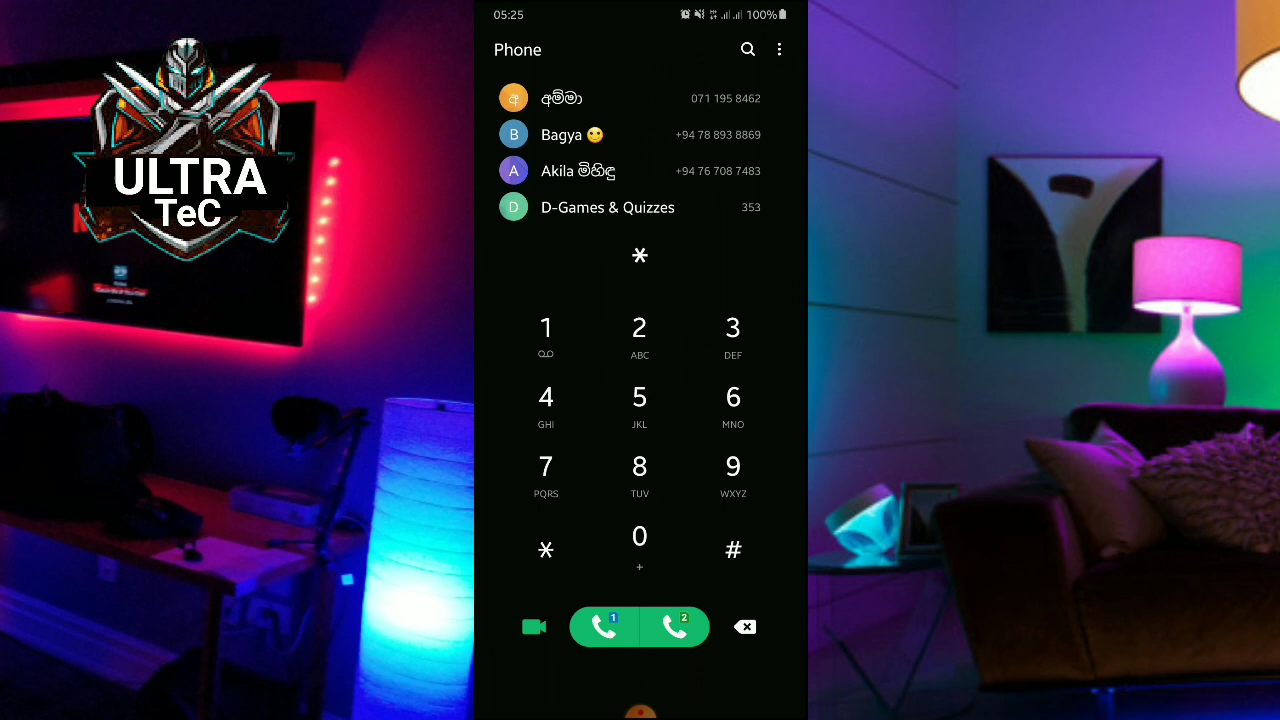 ULTRA
TeC
05:25
100%
Phone
අ අම්මා 071 195 8462
B Bagya 🙂 +94 78 893 8869
A Akila මිහිඳු +94 76 708 7483
D D-Games & Quizzes 353
*
1 2 3
ABC DEF
4 5 6
GHI JKL MNO
7 8 9
PQRS TUV WXYZ
* 0 #
+
1 2